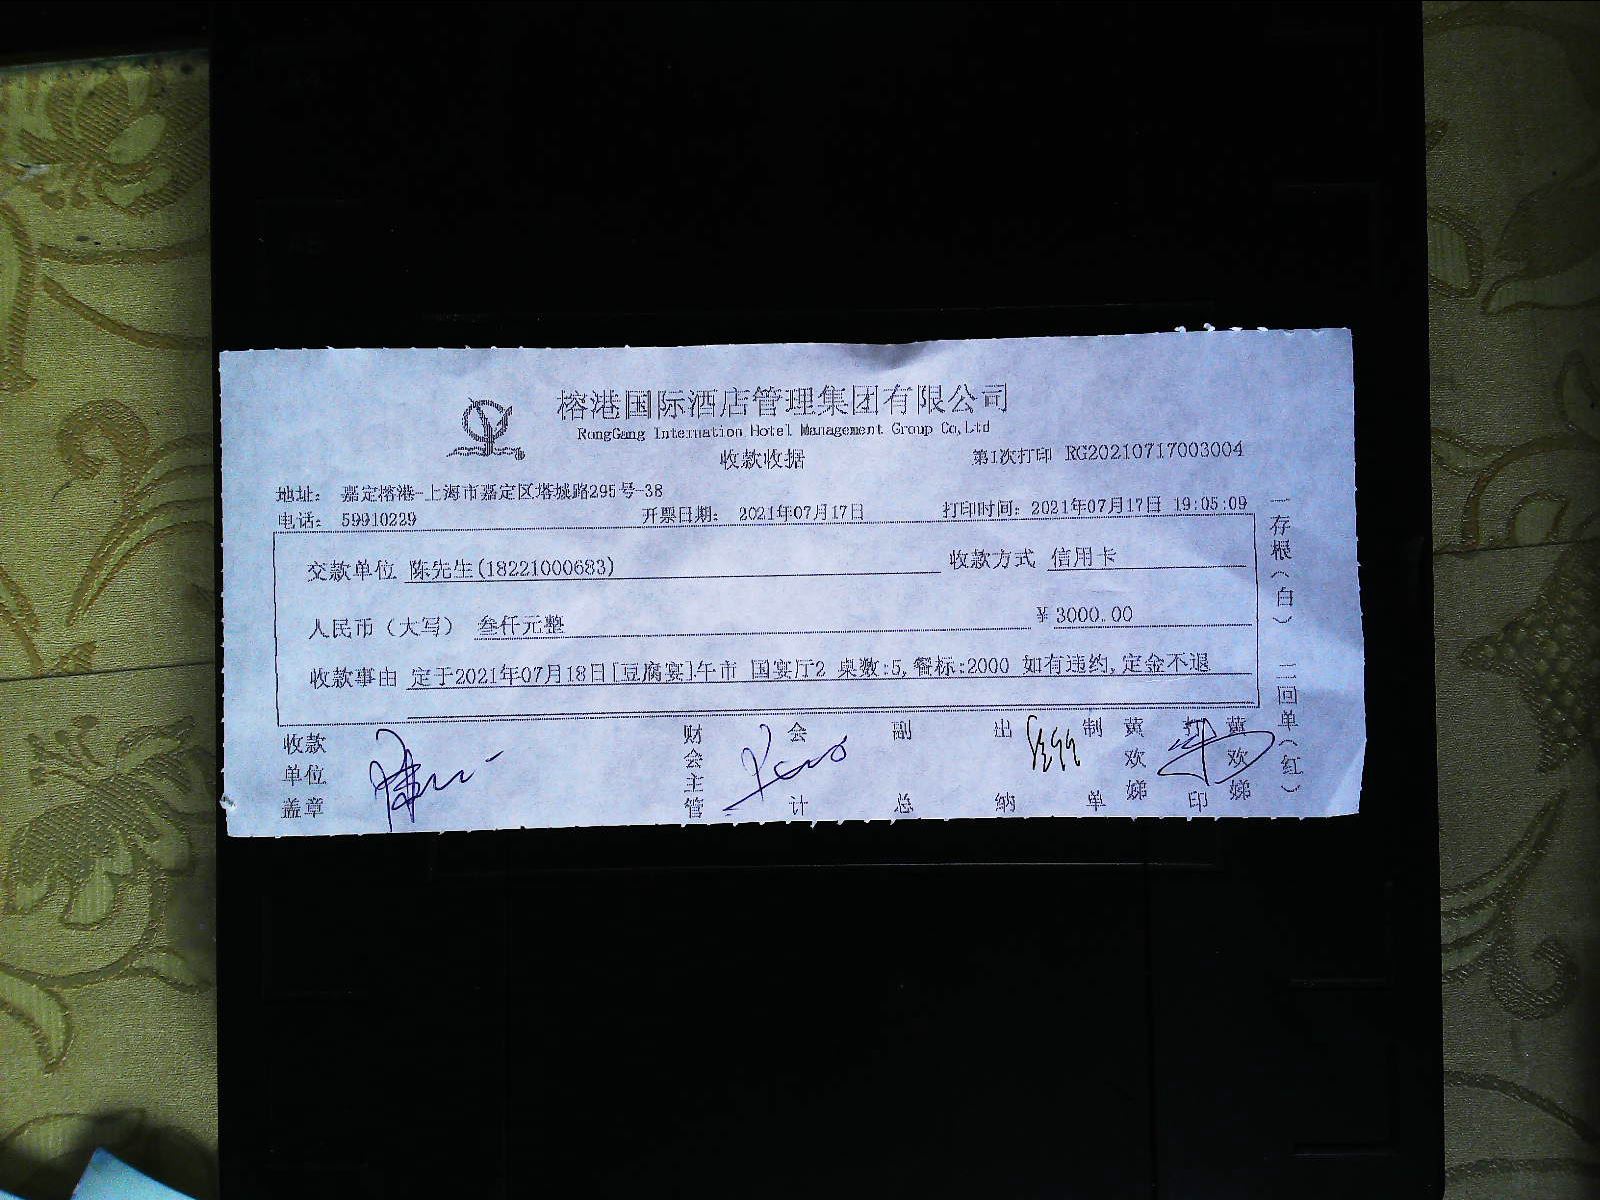 榕港国际酒店管理集团有限公司
RongGang Internation Hotel Management Group Co,Ltd
收款收据
第1次打印 RG20210717003004
地址： 嘉定榕港-上海市嘉定区塔城路295号-38
电话： 59910229 开票日期： 2021年07月17日 打印时间：2021年07月17日 19:05:09
交款单位 陈先生(18221000683) 收款方式 信用卡
人民币（大写） 叁仟元整 ¥ 3000.00
收款事由 定于2021年07月18日[豆腐宴]午市 国宴厅2 桌数:5,餐标:2000 如有违约,定金不退
收款单位盖章 财会主管 会计 副总 出纳 制单 黄欢娣 打印 黄欢娣
一存根（白） 二回单（红）